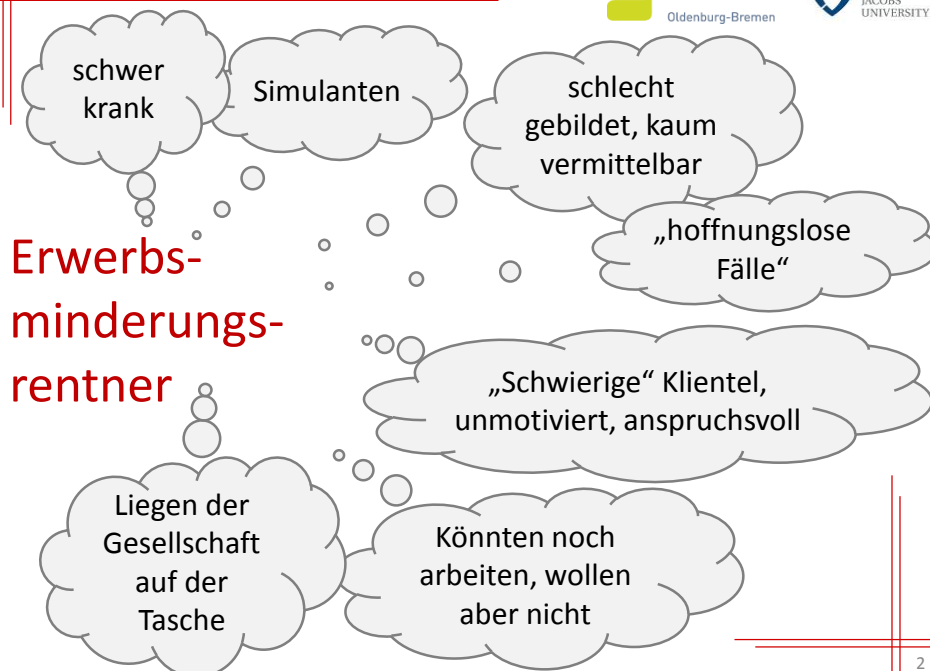 Oldenburg-Bremen
JACOBS
UNIVERSITY
schwer
krank
Simulanten
schlecht
gebildet, kaum
vermittelbar
„hoffnungslose
Fälle“
Erwerbs-
minderungs-
rentner
„Schwierige“ Klientel,
unmotiviert, anspruchsvoll
Liegen der
Gesellschaft
auf der
Tasche
Könnten noch
arbeiten, wollen
aber nicht
2